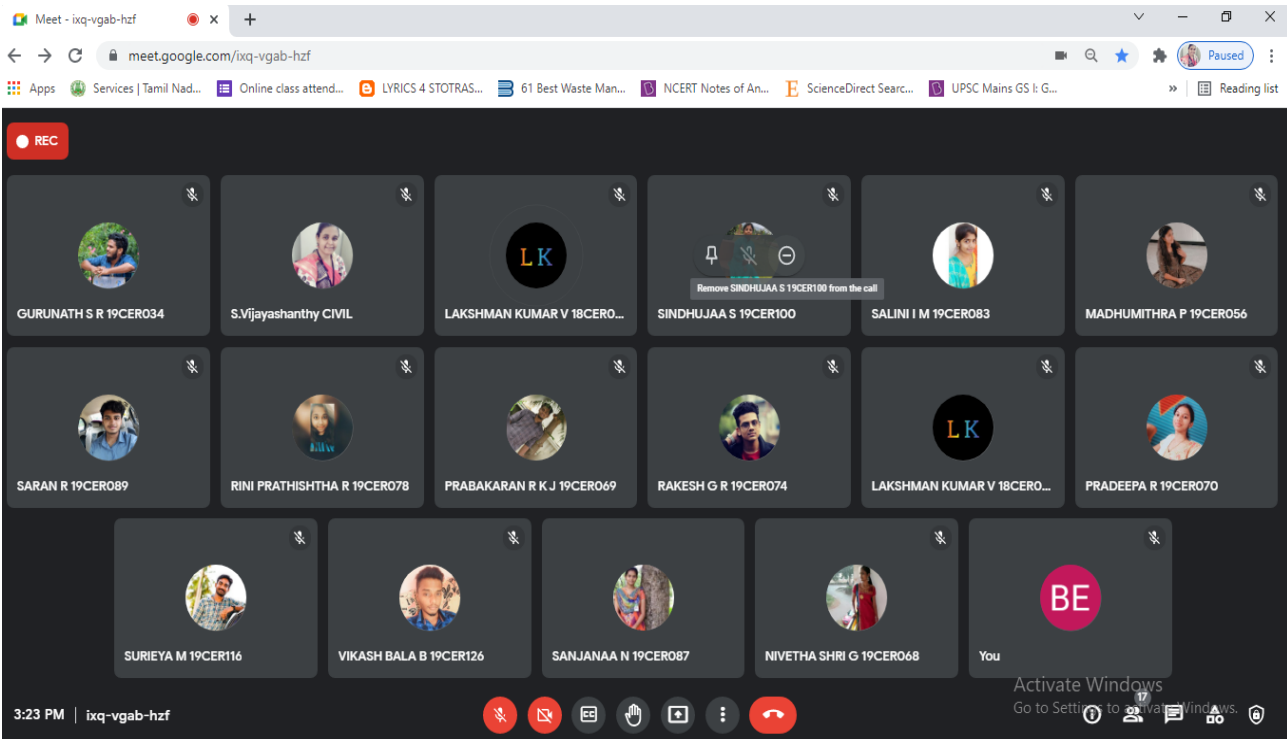 Meet - ixq-vgab-hzf
meet.google.com/ixq-vgab-hzf
Paused
Apps Services | Tamil Nad... Online class attend... LYRICS 4 STOTRAS... 61 Best Waste Man... NCERT Notes of An... ScienceDirect Searc... UPSC Mains GS I: G... » Reading list
REC
LK
Remove SINDHUJAA S 19CER100 from the call
GURUNATH S R 19CER034 S.Vijayashanthy CIVIL LAKSHMAN KUMAR V 18CER0... SINDHUJAA S 19CER100 SALINI I M 19CER083 MADHUMITHRA P 19CER056
LK
SARAN R 19CER089 RINI PRATHISHTHA R 19CER078 PRABAKARAN R K J 19CER069 RAKESH G R 19CER074 LAKSHMAN KUMAR V 18CER0... PRADEEPA R 19CER070
BE
SURIEYA M 19CER116 VIKASH BALA B 19CER126 SANJANAA N 19CER087 NIVETHA SHRI G 19CER068 You
Activate Windows
Go to Settings to activate Windows.
3:23 PM | ixq-vgab-hzf CC 17